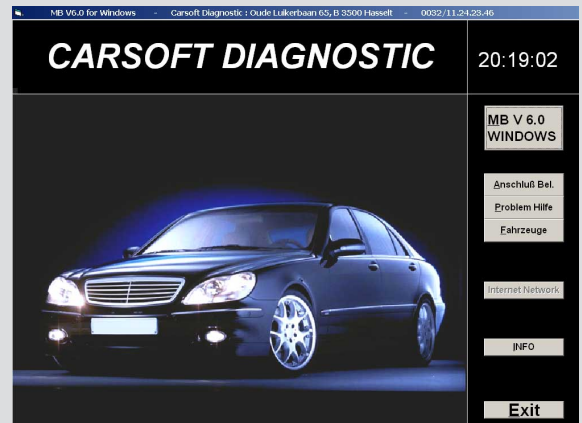 MB V6.0 for Windows - Carsoft Diagnostic : Oude Luikerbaan 65, B 3500 Hasselt - 0032/11.24.23.46
CARSOFT DIAGNOSTIC
20:19:02
MB V 6.0
WINDOWS
Anschluß Bel.
Problem Hilfe
Fahrzeuge
Internet Network
INFO
Exit